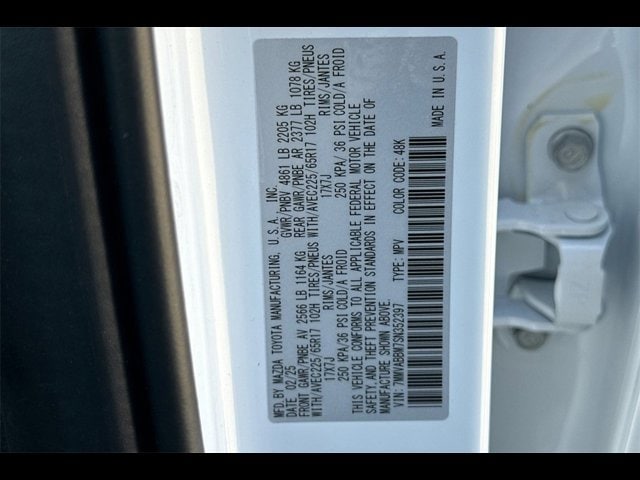 MFD BY MAZDA TOYOTA MANUFACTURING, U.S.A., INC.
DATE 02/25 GVWR/PNBV 4861 LB 2205 KG
FRONT GAWR/PNBE AV 2566 LB 1164 KG REAR GAWR/PNBE AR 2377 LB 1078 KG
WITH/AVEC225/65R17 102H TIRES/PNEUS WITH/AVEC225/65R17 102H TIRES/PNEUS
17X7J RIMS/JANTES 17X7J RIMS/JANTES
250 KPA/ 36 PSI COLD/A FROID 250 KPA/ 36 PSI COLD/A FROID
THIS VEHICLE CONFORMS TO ALL APPLICABLE FEDERAL MOTOR VEHICLE
SAFETY, AND THEFT PREVENTION STANDARDS IN EFFECT ON THE DATE OF
MANUFACTURE SHOWN ABOVE.
VIN: 7MMVABBM7SN352397 TYPE: MPV COLOR CODE: 48K
MADE IN U.S.A.